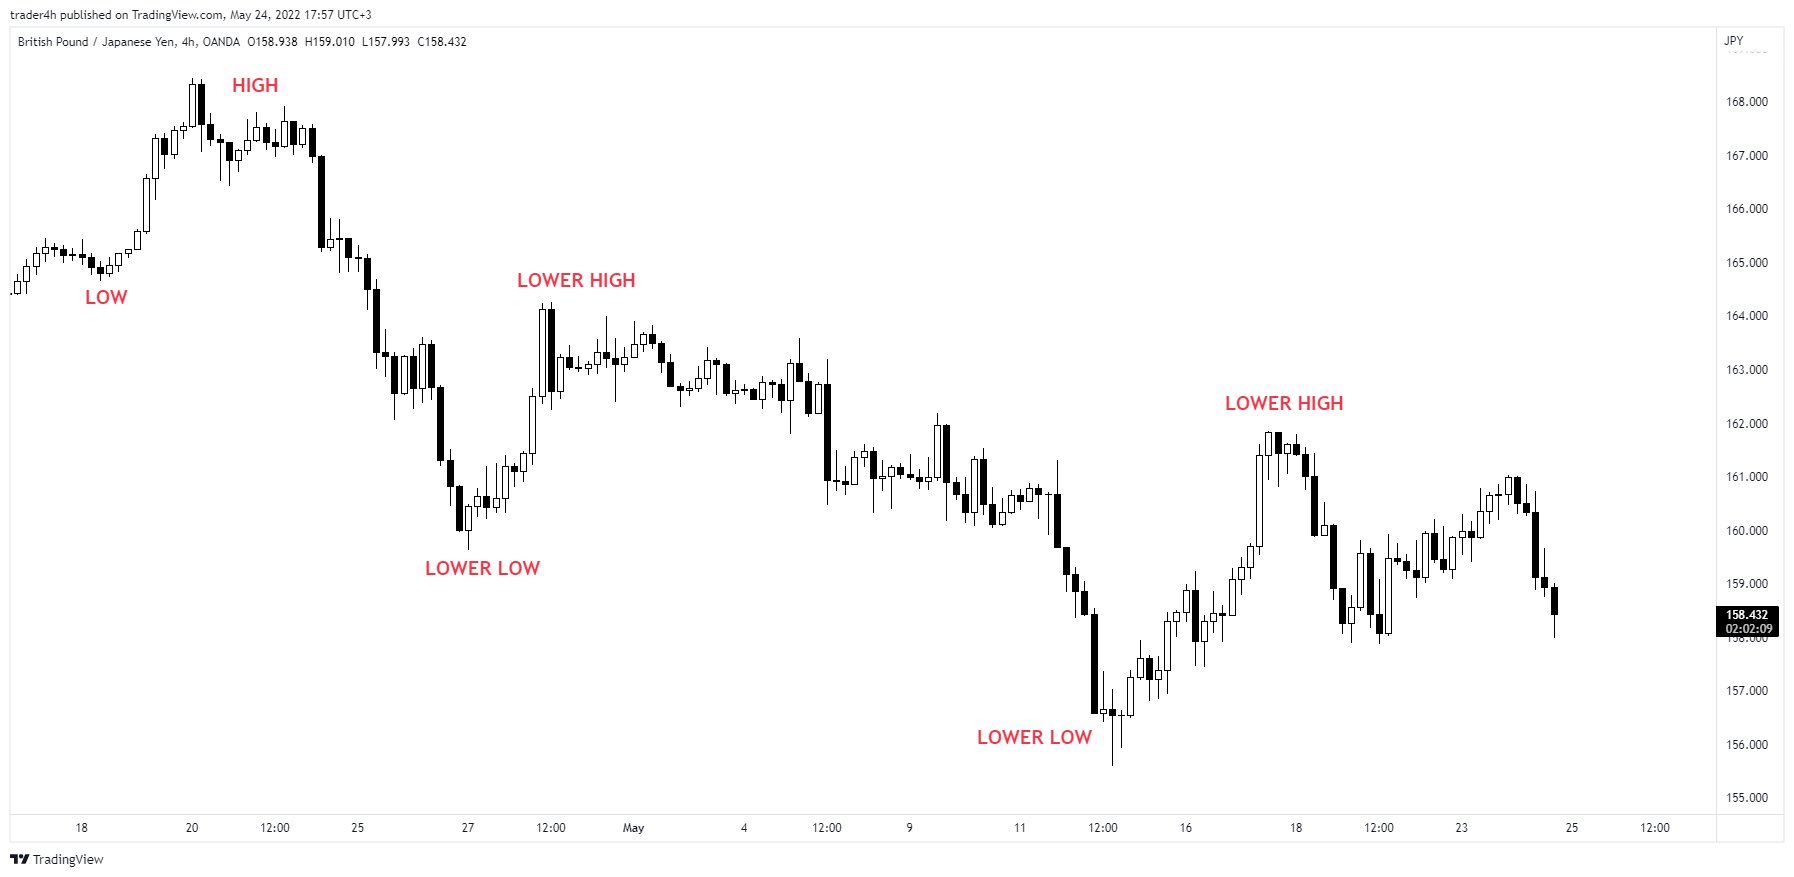 trader4h published on TradingView.com, May 24, 2022 17:57 UTC+3
British Pound / Japanese Yen, 4h, OANDA O158.938 H159.010 L157.993 C158.432
JPY
HIGH
168.000
167.000
166.000
165.000
LOWER HIGH
LOW
164.000
163.000
LOWER HIGH
162.000
161.000
160.000
LOWER LOW
159.000
158.432
02:02:09
158.000
157.000
LOWER LOW
156.000
155.000
18 20 12:00 25 27 12:00 May 4 12:00 9 11 12:00 16 18 12:00 23 25 12:00
TradingView